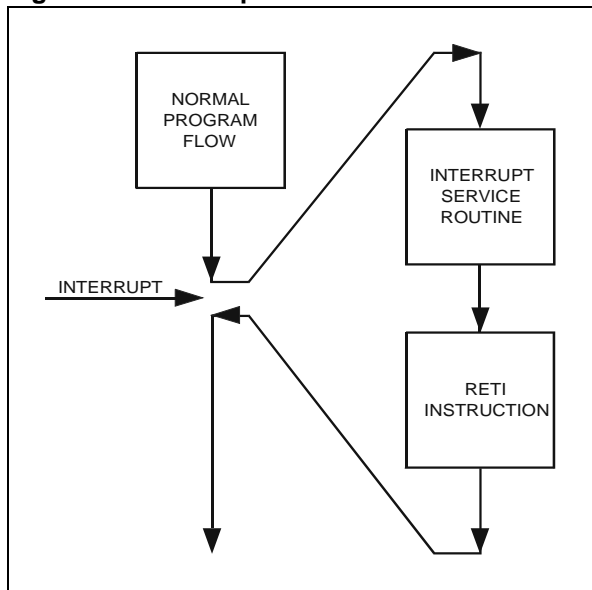 NORMAL
PROGRAM
FLOW
INTERRUPT
SERVICE
ROUTINE
INTERRUPT
RETI
INSTRUCTION